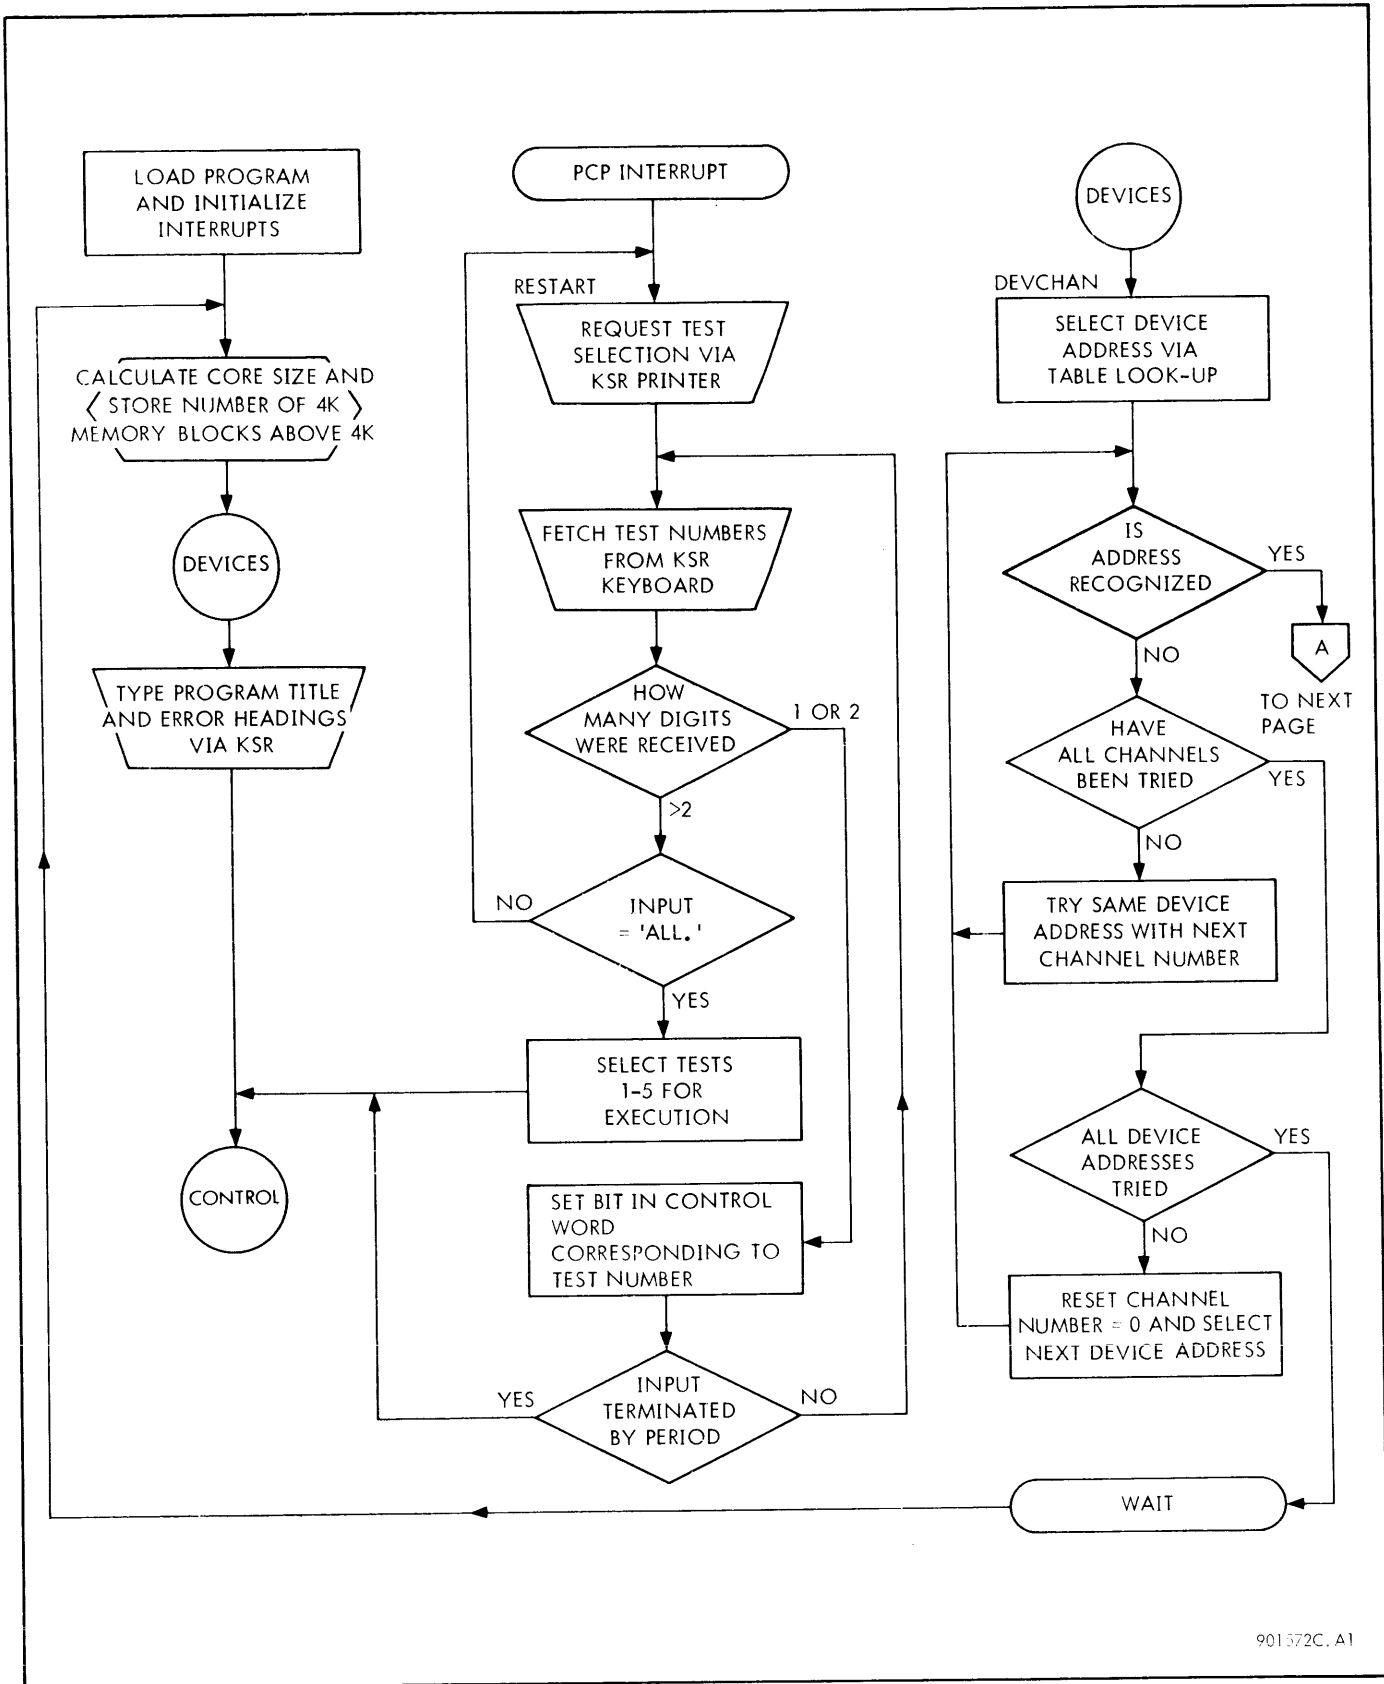 LOAD PROGRAM
AND INITIALIZE
INTERRUPTS
CALCULATE CORE SIZE AND
STORE NUMBER OF 4K
MEMORY BLOCKS ABOVE 4K
DEVICES
TYPE PROGRAM TITLE
AND ERROR HEADINGS
VIA KSR
CONTROL
PCP INTERRUPT
RESTART
REQUEST TEST
SELECTION VIA
KSR PRINTER
FETCH TEST NUMBERS
FROM KSR
KEYBOARD
HOW
MANY DIGITS
WERE RECEIVED
1 OR 2
>2
INPUT
= 'ALL.'
NO
YES
SELECT TESTS
1-5 FOR
EXECUTION
SET BIT IN CONTROL
WORD
CORRESPONDING TO
TEST NUMBER
INPUT
TERMINATED
BY PERIOD
YES
NO
DEVICES
DEVCHAN
SELECT DEVICE
ADDRESS VIA
TABLE LOOK-UP
IS
ADDRESS
RECOGNIZED
YES
A
TO NEXT
PAGE
NO
HAVE
ALL CHANNELS
BEEN TRIED
YES
NO
TRY SAME DEVICE
ADDRESS WITH NEXT
CHANNEL NUMBER
ALL DEVICE
ADDRESSES
TRIED
YES
NO
RESET CHANNEL
NUMBER = 0 AND SELECT
NEXT DEVICE ADDRESS
WAIT
901572C. A1